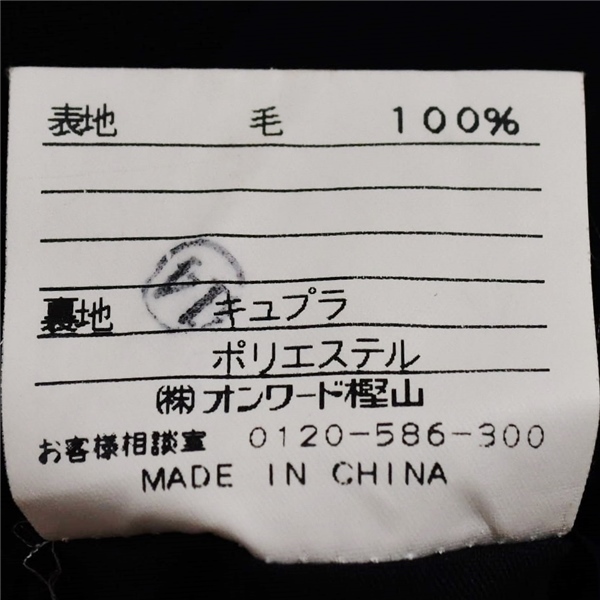 表地 毛 100%
裏地 キュプラ
ポリエステル
㈱オンワード樫山
お客様相談室 0120-586-300
MADE IN CHINA